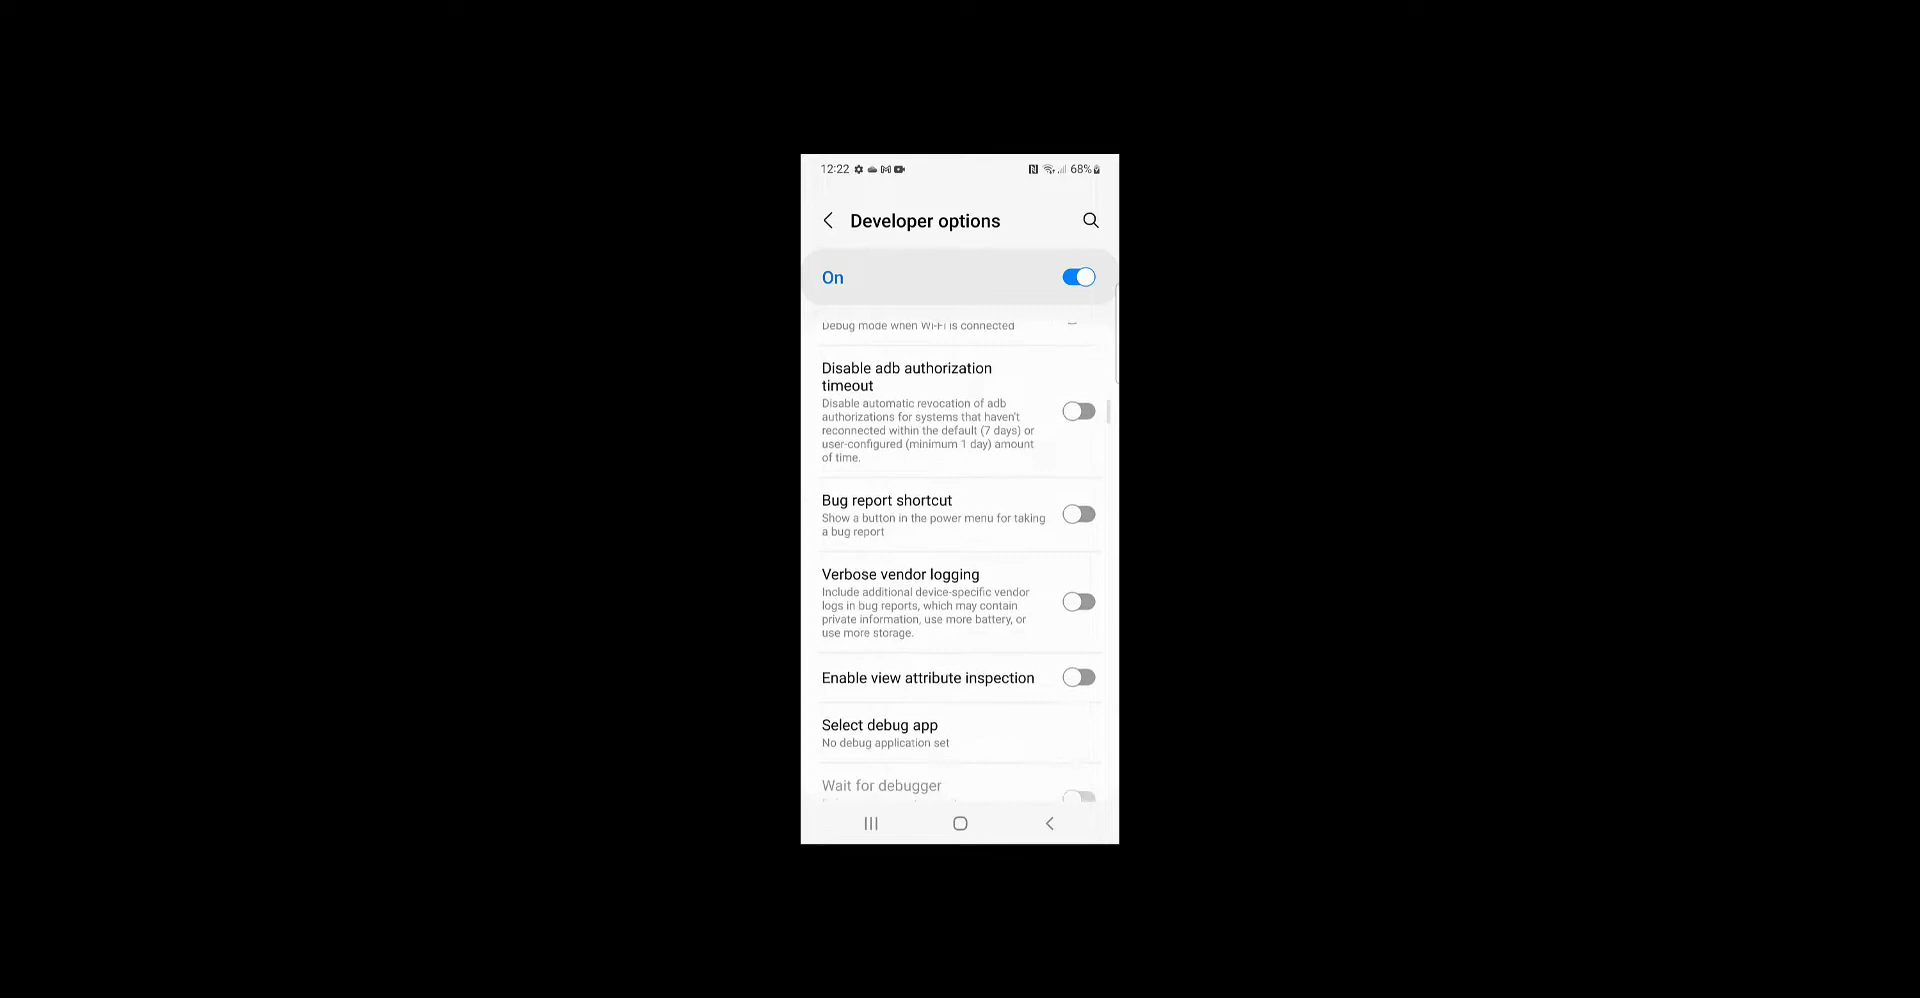 12:22 68%
Developer options
On
Debug mode when Wi-Fi is connected
Disable adb authorization
timeout
Disable automatic revocation of adb
authorizations for systems that haven't
reconnected within the default (7 days) or
user-configured (minimum 1 day) amount
of time.
Bug report shortcut
Show a button in the power menu for taking
a bug report
Verbose vendor logging
Include additional device-specific vendor
logs in bug reports, which may contain
private information, use more battery, or
use more storage.
Enable view attribute inspection
Select debug app
No debug application set
Wait for debugger